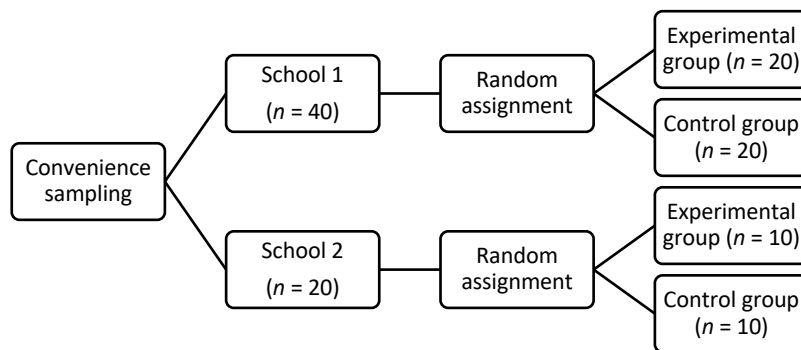 Convenience
sampling
School 1
(n = 40)
Random
assignment
Experimental
group (n = 20)
Control group
(n = 20)
School 2
(n = 20)
Random
assignment
Experimental
group (n = 10)
Control group
(n = 10)